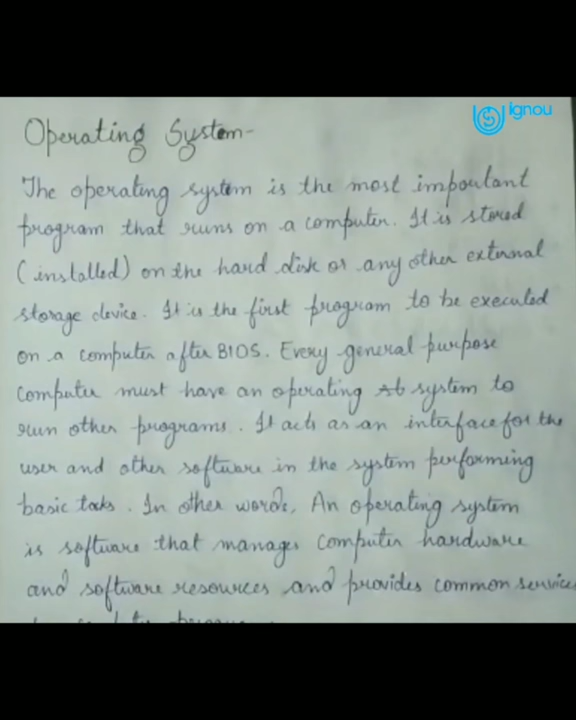 ignou
Operating System-
The operating system is the most important
program that runs on a computer. It is stored
(installed) on the hard disk or any other external
storage device. It is the first program to be executed
on a computer after BIOS. Every general purpose
computer must have an operating system to
run other programs. It acts as an interface for the
user and other software in the system performing
basic tasks. In other words, An operating system
is software that manages computer hardware
and software resources and provides common services